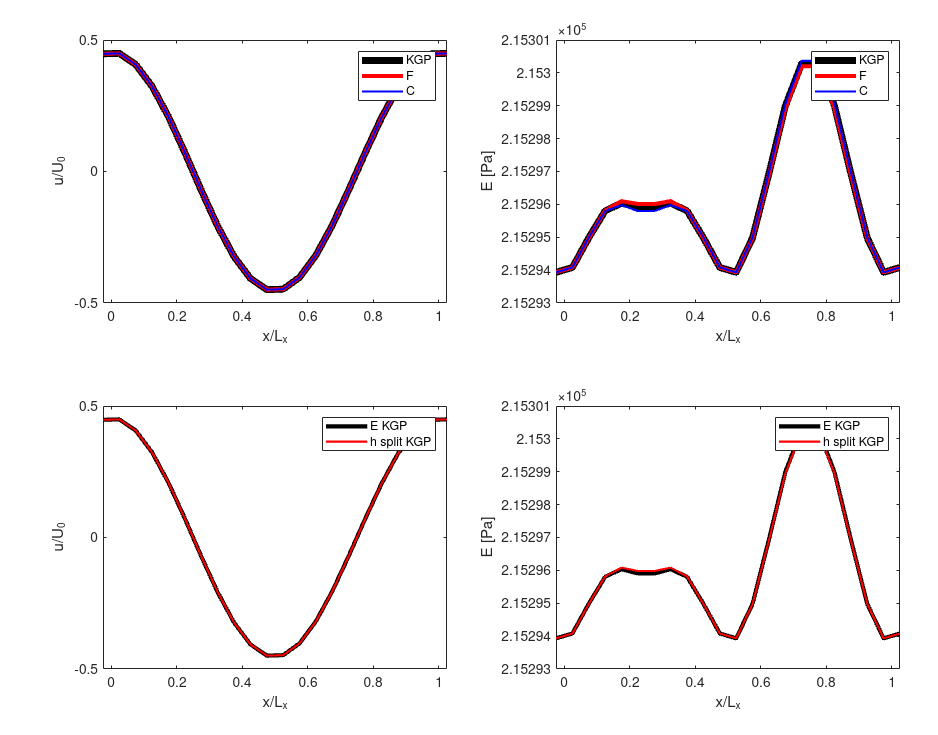 0.5
0
-0.5
u/U₀
0 0.2 0.4 0.6 0.8 1
x/Lₓ
KGP
F
C
×10⁵
2.15301
2.153
2.15299
2.15298
2.15297
2.15296
2.15295
2.15294
2.15293
E [Pa]
0 0.2 0.4 0.6 0.8 1
x/Lₓ
KGP
F
C
0.5
0
-0.5
u/U₀
0 0.2 0.4 0.6 0.8 1
x/Lₓ
E KGP
h split KGP
×10⁵
2.15301
2.153
2.15299
2.15298
2.15297
2.15296
2.15295
2.15294
2.15293
E [Pa]
0 0.2 0.4 0.6 0.8 1
x/Lₓ
E KGP
h split KGP